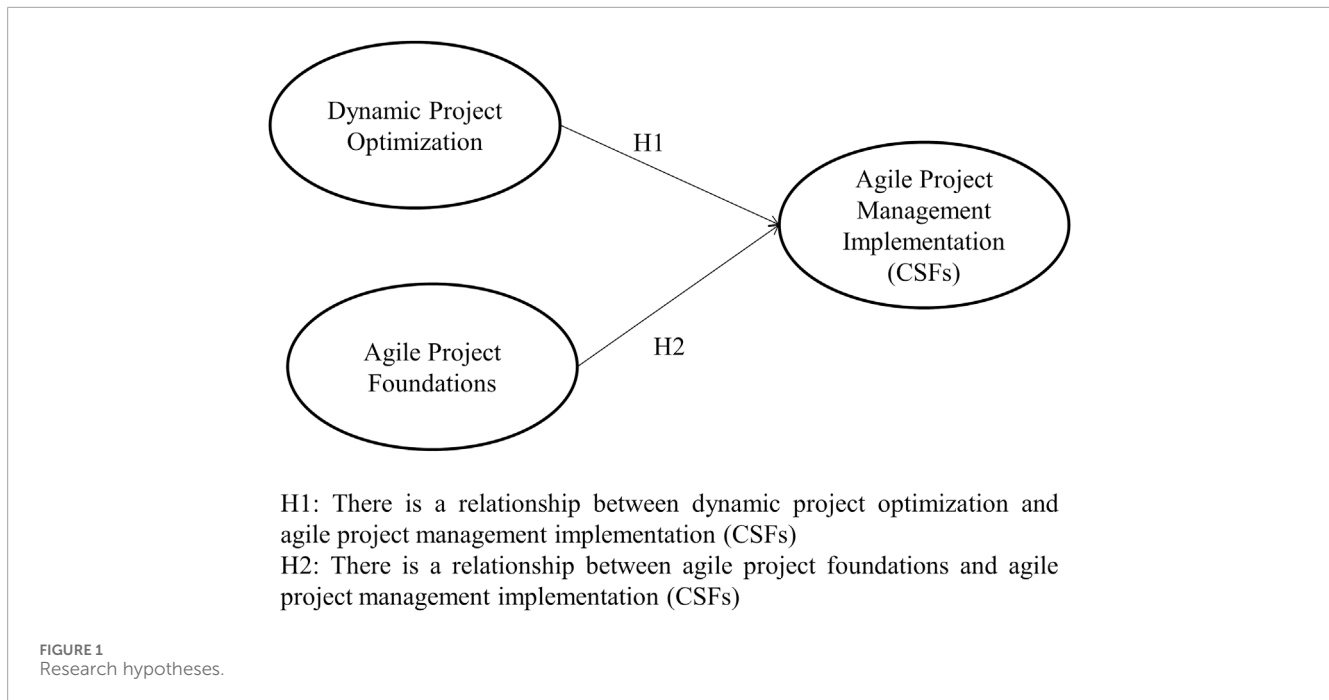 Dynamic Project
Optimization
H1
Agile Project
Management
Implementation
(CSFs)
Agile Project
Foundations
H2
H1: There is a relationship between dynamic project optimization and
agile project management implementation (CSFs)
H2: There is a relationship between agile project foundations and agile
project management implementation (CSFs)
FIGURE 1
Research hypotheses.